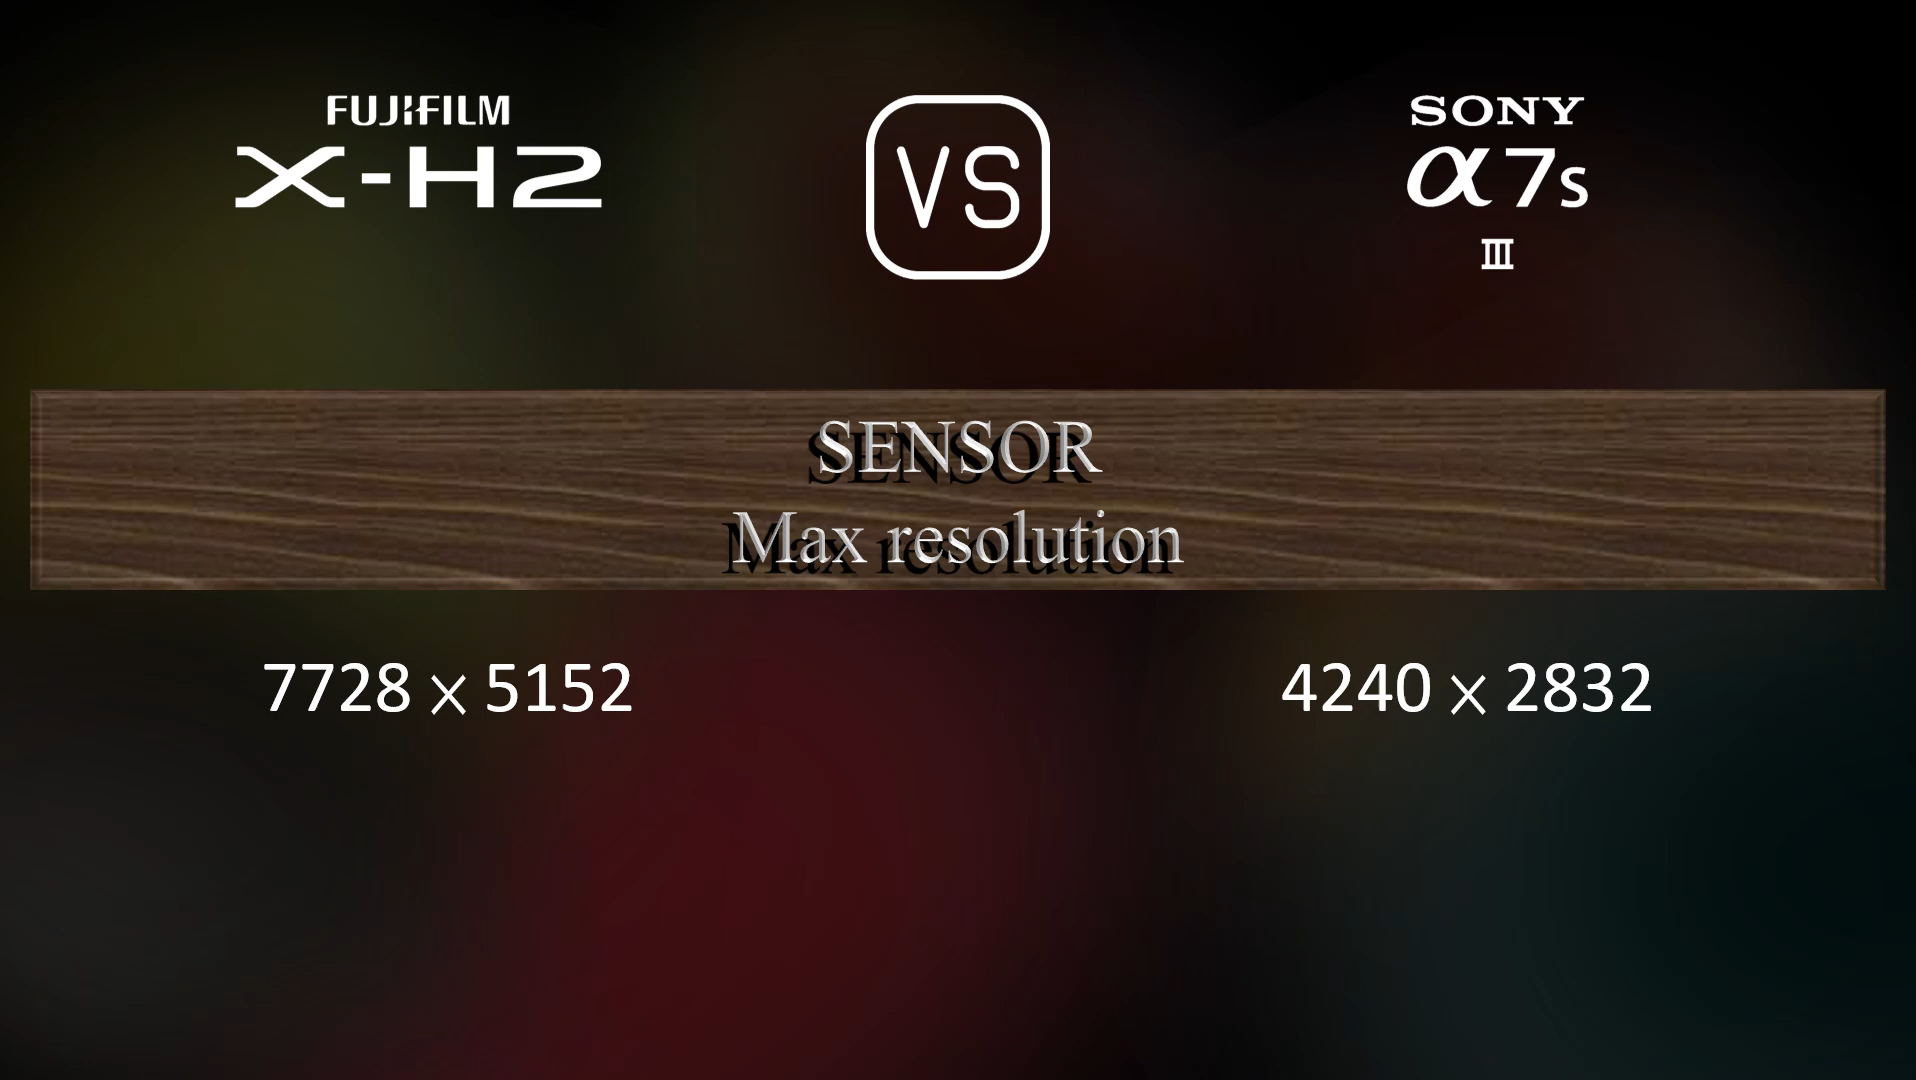 FUJIFILM
X-H2
VS
SONY
α7s
III
SENSOR
Max resolution
7728 x 5152
4240 x 2832